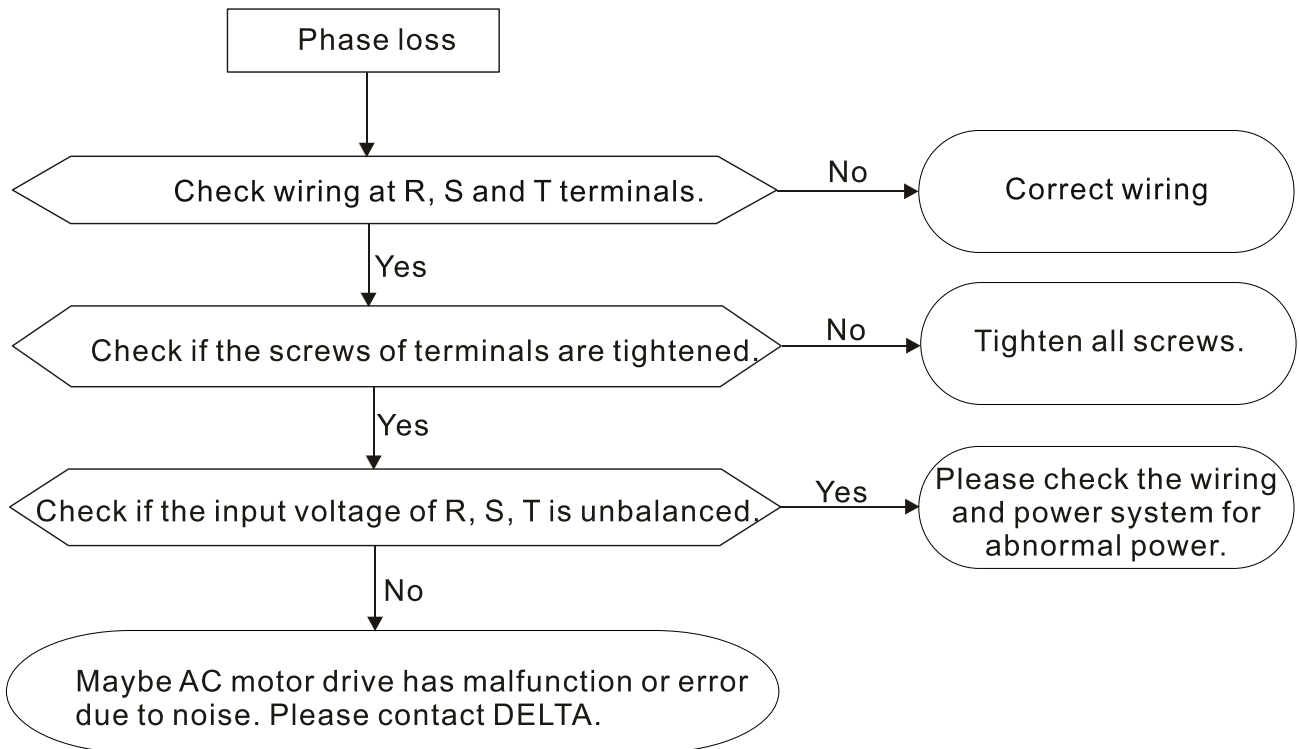 Phase loss
Check wiring at R, S and T terminals.
No
Correct wiring
Yes
Check if the screws of terminals are tightened.
No
Tighten all screws.
Yes
Check if the input voltage of R, S, T is unbalanced.
Yes
Please check the wiring
and power system for
abnormal power.
No
Maybe AC motor drive has malfunction or error
due to noise. Please contact DELTA.